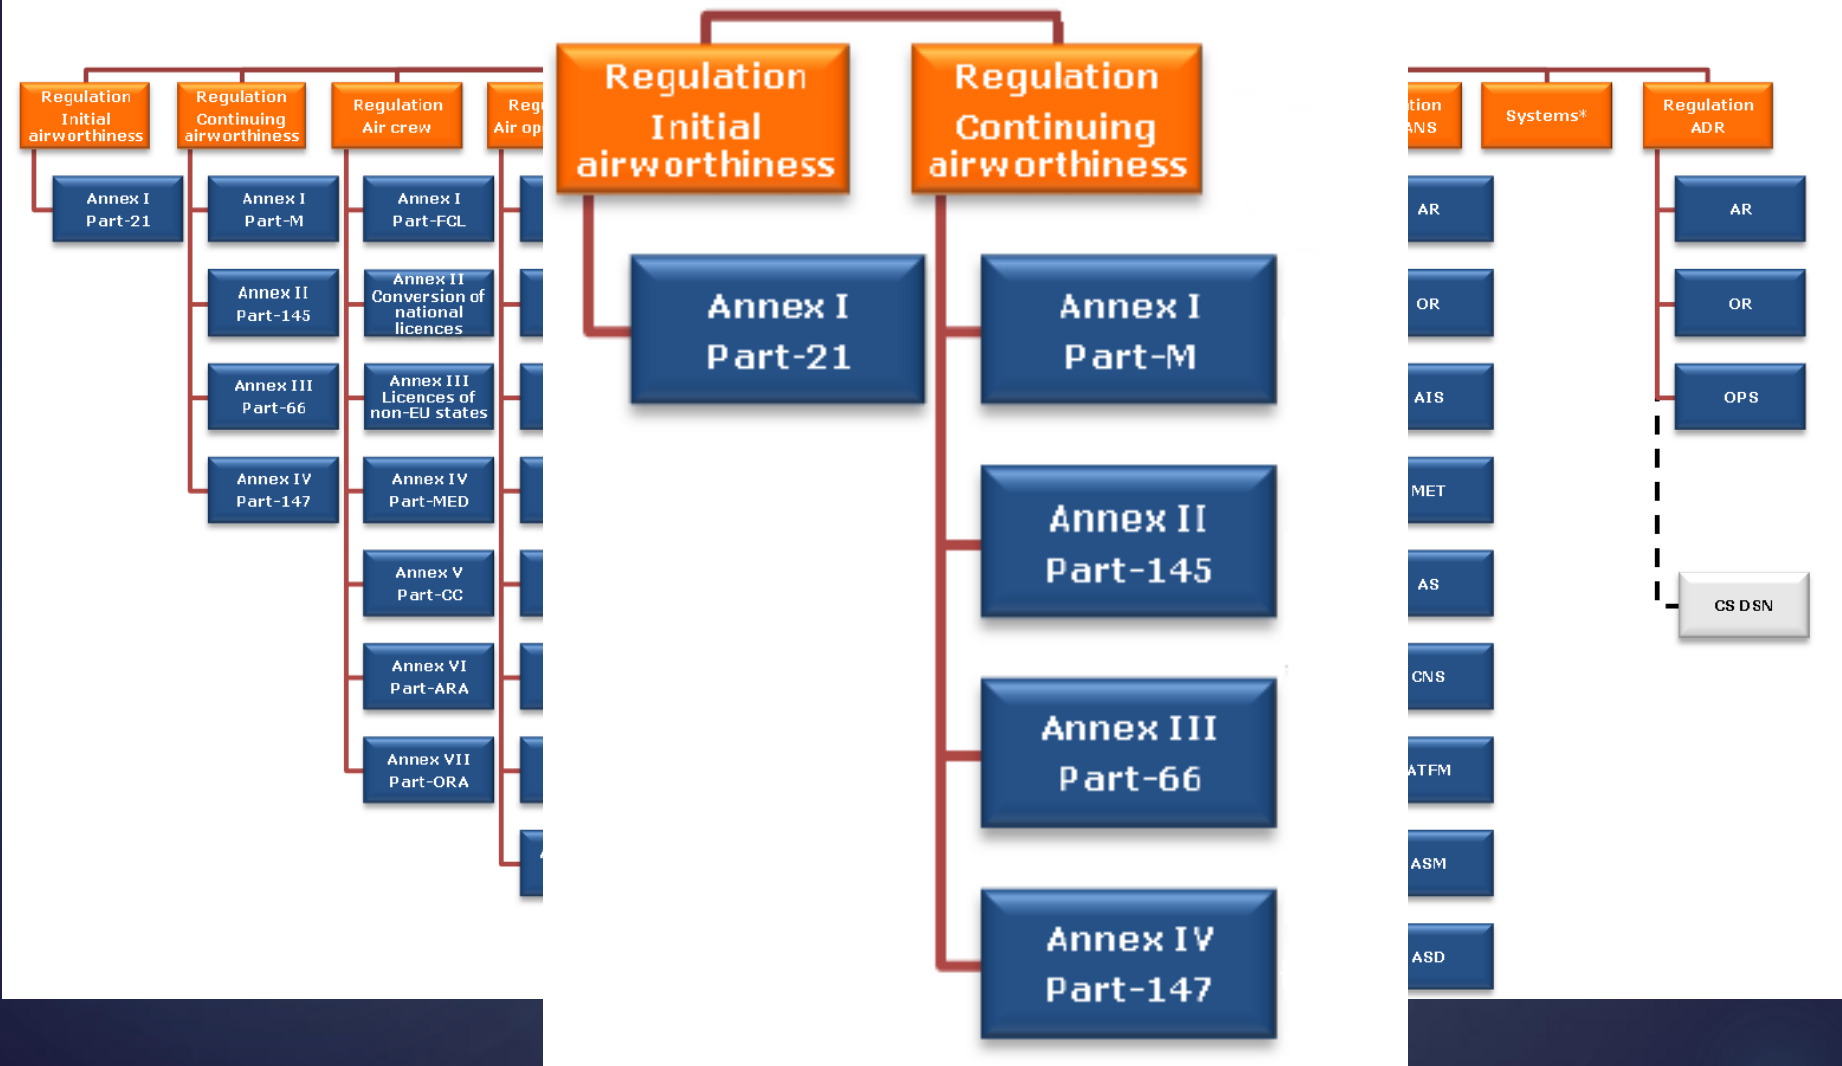 Regulation
Initial
airworthiness
Annex I
Part-21
Regulation
Continuing
airworthiness
Annex I
Part-M
Annex II
Part-145
Annex III
Part-66
Annex IV
Part-147
Regulation
Air crew
Annex I
Part-FCL
Annex II
Conversion of
national
licences
Annex III
Licences of
non-EU states
Annex IV
Part-MED
Annex V
Part-CC
Annex VI
Part-ARA
Annex VII
Part-ORA
Air
Regulation
Initial
airworthiness
Annex I
Part-21
Regulation
Continuing
airworthiness
Annex I
Part-M
Annex II
Part-145
Annex III
Part-66
Annex IV
Part-147
AR
OR
AIS
MET
AS
CNS
ATFM
ASM
ASD
Systems*
Regulation
ADR
AR
OR
OPS
CS DSN